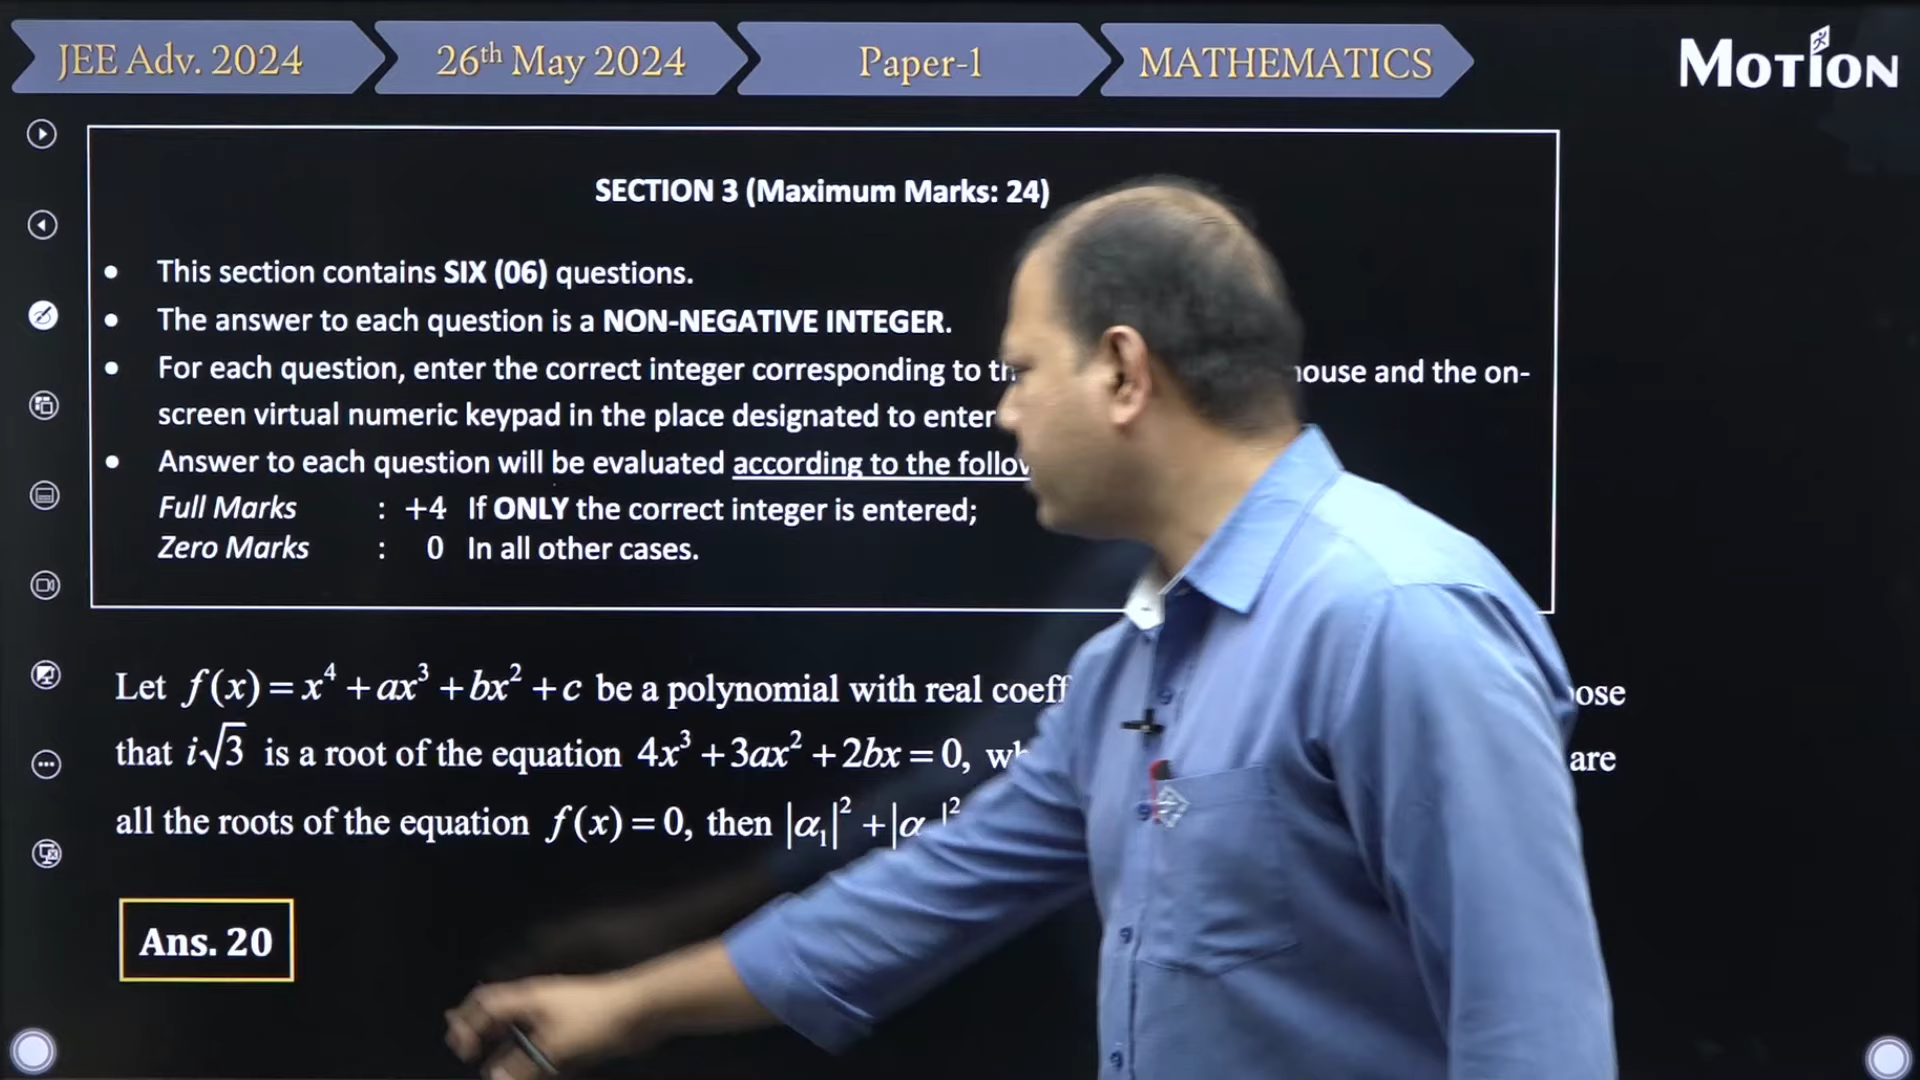 JEE Adv. 2024
26th May 2024
Paper-1
MATHEMATICS
MOTION
SECTION 3 (Maximum Marks: 24)
• This section contains SIX (06) questions.
• The answer to each question is a NON-NEGATIVE INTEGER.
• For each question, enter the correct integer corresponding to and the on-
screen virtual numeric keypad in the place designated to enter
• Answer to each question will be evaluated according to the
Full Marks : +4 If ONLY the correct integer is entered;
Zero Marks : 0 In all other cases.
Let f(x) = x⁴ + ax³ + bx² + c be a polynomial with real
that i√3 is a root of the equation 4x³ + 3ax² + 2bx = 0, are
all the roots of the equation f(x) = 0, then |α₁|² + |α |²
Ans. 20